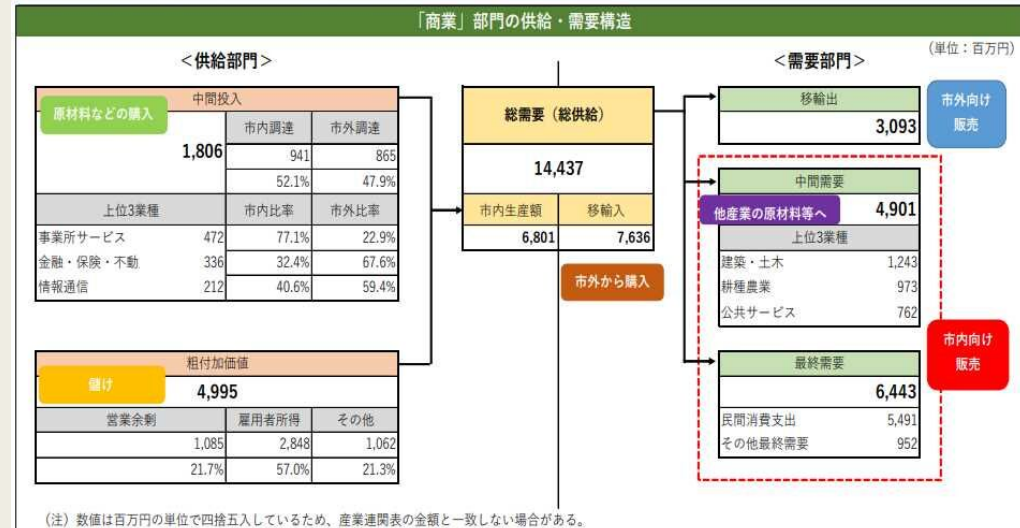 「商業」部門の供給・需要構造
(単位：百万円)
＜供給部門＞
＜需要部門＞
中間投入
原材料などの購入
市内調達 市外調達
1,806
941 865
52.1% 47.9%
上位3業種 市内比率 市外比率
事業所サービス 472 77.1% 22.9%
金融・保険・不動 336 32.4% 67.6%
情報通信 212 40.6% 59.4%
粗付加価値
儲け
4,995
営業余剰 雇用者所得 その他
1,085 2,848 1,062
21.7% 57.0% 21.3%
総需要（総供給）
14,437
市内生産額 移輸入
6,801 7,636
市外から購入
移輸出
3,093
市外向け
販売
中間需要
他産業の原材料等へ
4,901
上位3業種
建築・土木 1,243
耕種農業 973
公共サービス 762
最終需要
6,443
民間消費支出 5,491
その他最終需要 952
市内向け
販売
（注）数値は百万円の単位で四捨五入しているため、産業連関表の金額と一致しない場合がある。